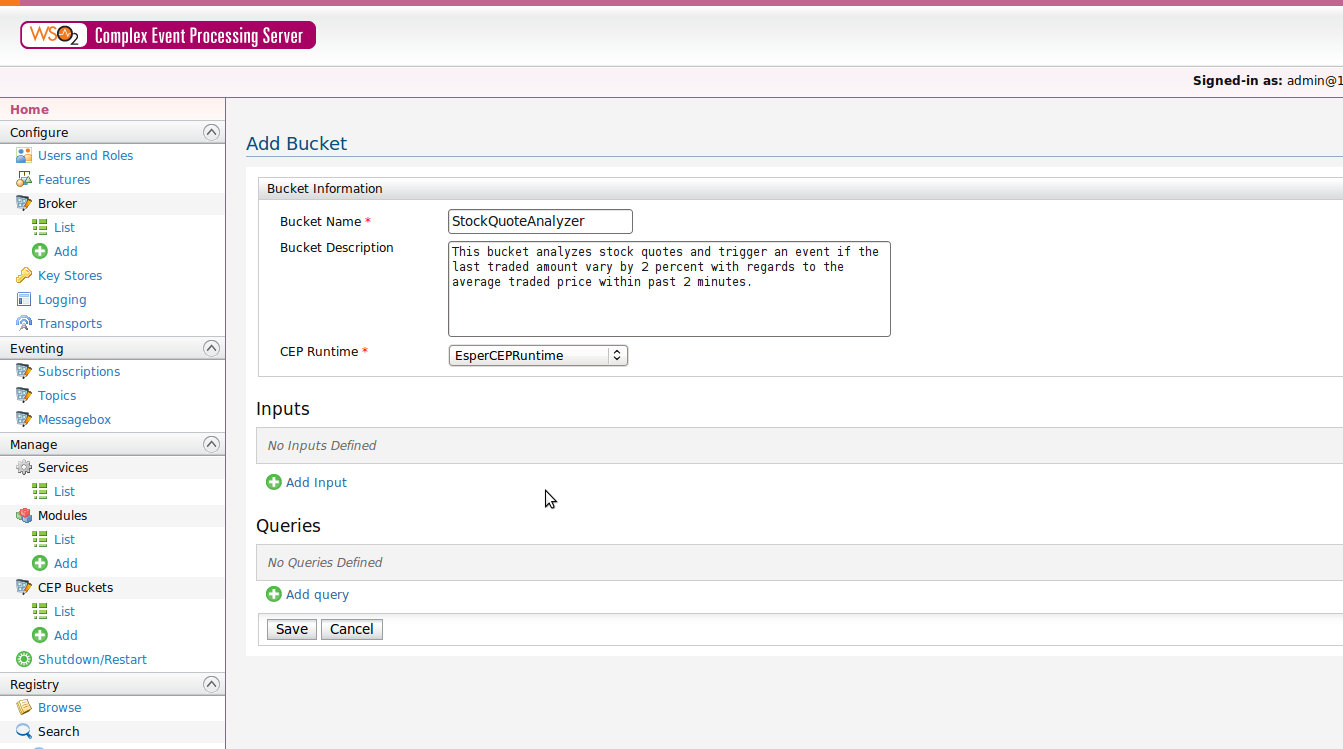 WSO2 Complex Event Processing Server
Signed-in as: admin@1
Home
Configure
Users and Roles
Features
Broker
List
Add
Key Stores
Logging
Transports
Eventing
Subscriptions
Topics
Messagebox
Manage
Services
List
Modules
List
Add
CEP Buckets
List
Add
Shutdown/Restart
Registry
Browse
Search
Add Bucket
Bucket Information
Bucket Name * StockQuoteAnalyzer
Bucket Description
This bucket analyzes stock quotes and trigger an event if the
last traded amount vary by 2 percent with regards to the
average traded price within past 2 minutes.
CEP Runtime * EsperCEPRuntime
Inputs
No Inputs Defined
Add Input
Queries
No Queries Defined
Add query
Save Cancel